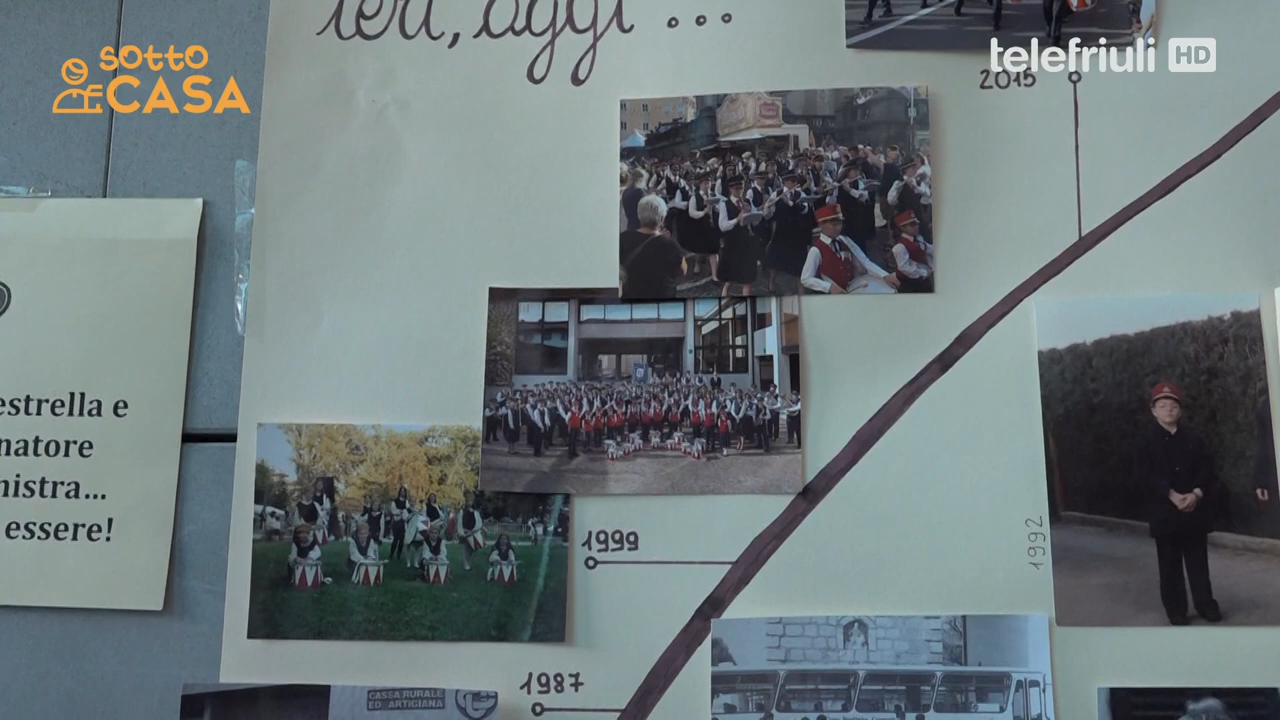 ieri, oggi ...
sotto
CASA
telefriuli HD
2015
estrella e
natore
nistra...
essere!
1999
1992
1987
CASSA RURALE
ED ARTIGIANA